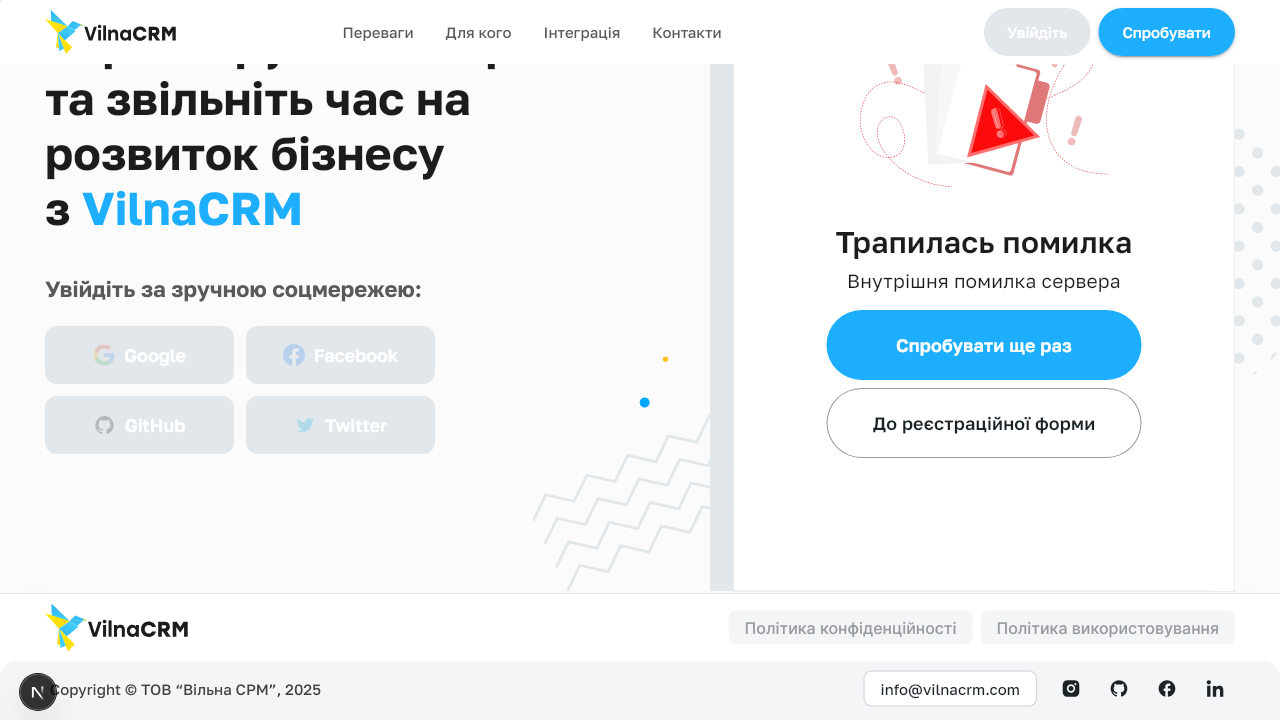 VilnaCRM
Переваги
Для кого
Інтеграція
Контакти
Увійдіть
Спробувати
та звільніть час на
розвиток бізнесу
з VilnaCRM
Увійдіть за зручною соцмережею:
Google
Facebook
GitHub
Twitter
Трапилась помилка
Внутрішня помилка сервера
Спробувати ще раз
До реєстраційної форми
VilnaCRM
Політика конфіденційності
Політика використовування
Copyright © ТОВ “Вільна СРМ”, 2025
info@vilnacrm.com